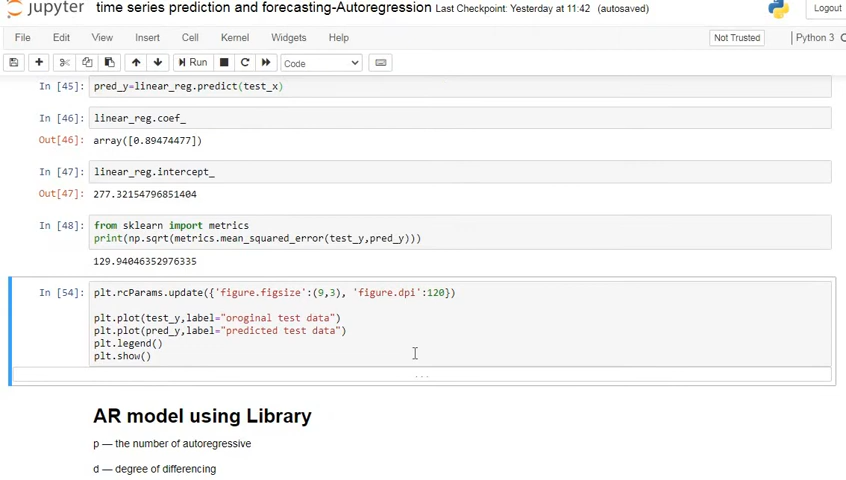 jupyter time series prediction and forecasting-Autoregression Last Checkpoint: Yesterday at 11:42 (autosaved) Logout
File Edit View Insert Cell Kernel Widgets Help Not Trusted Python 3
Run Code
In [45]: pred_y=linear_reg.predict(test_x)
In [46]: linear_reg.coef_
Out[46]: array([0.89474477])
In [47]: linear_reg.intercept_
Out[47]: 277.32154796851404
In [48]: from sklearn import metrics
print(np.sqrt(metrics.mean_squared_error(test_y,pred_y)))
129.94046352976335
In [54]: plt.rcParams.update({'figure.figsize':(9,3), 'figure.dpi':120})
plt.plot(test_y,label="oroginal test data")
plt.plot(pred_y,label="predicted test data")
plt.legend()
plt.show()
...
AR model using Library
p — the number of autoregressive
d — degree of differencing